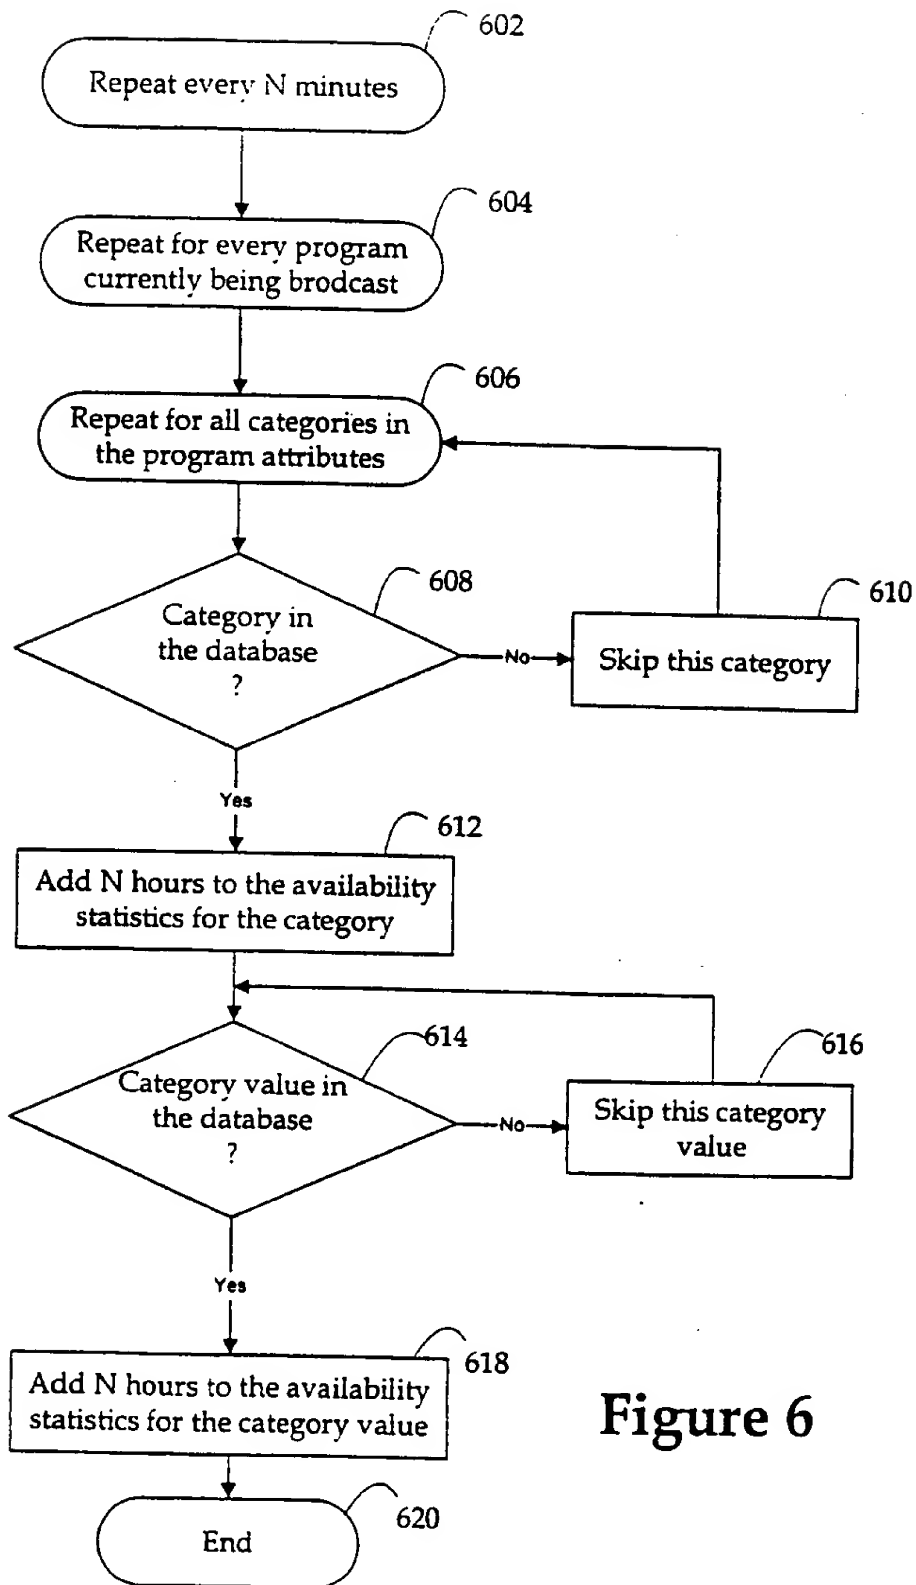 602
Repeat every N minutes
604
Repeat for every program
currently being brodcast
606
Repeat for all categories in
the program attributes
608
Category in
the database
?
No
610
Skip this category
Yes
612
Add N hours to the availability
statistics for the category
614
Category value in
the database
?
No
616
Skip this category
value
Yes
618
Add N hours to the availability
statistics for the category value
Figure 6
620
End